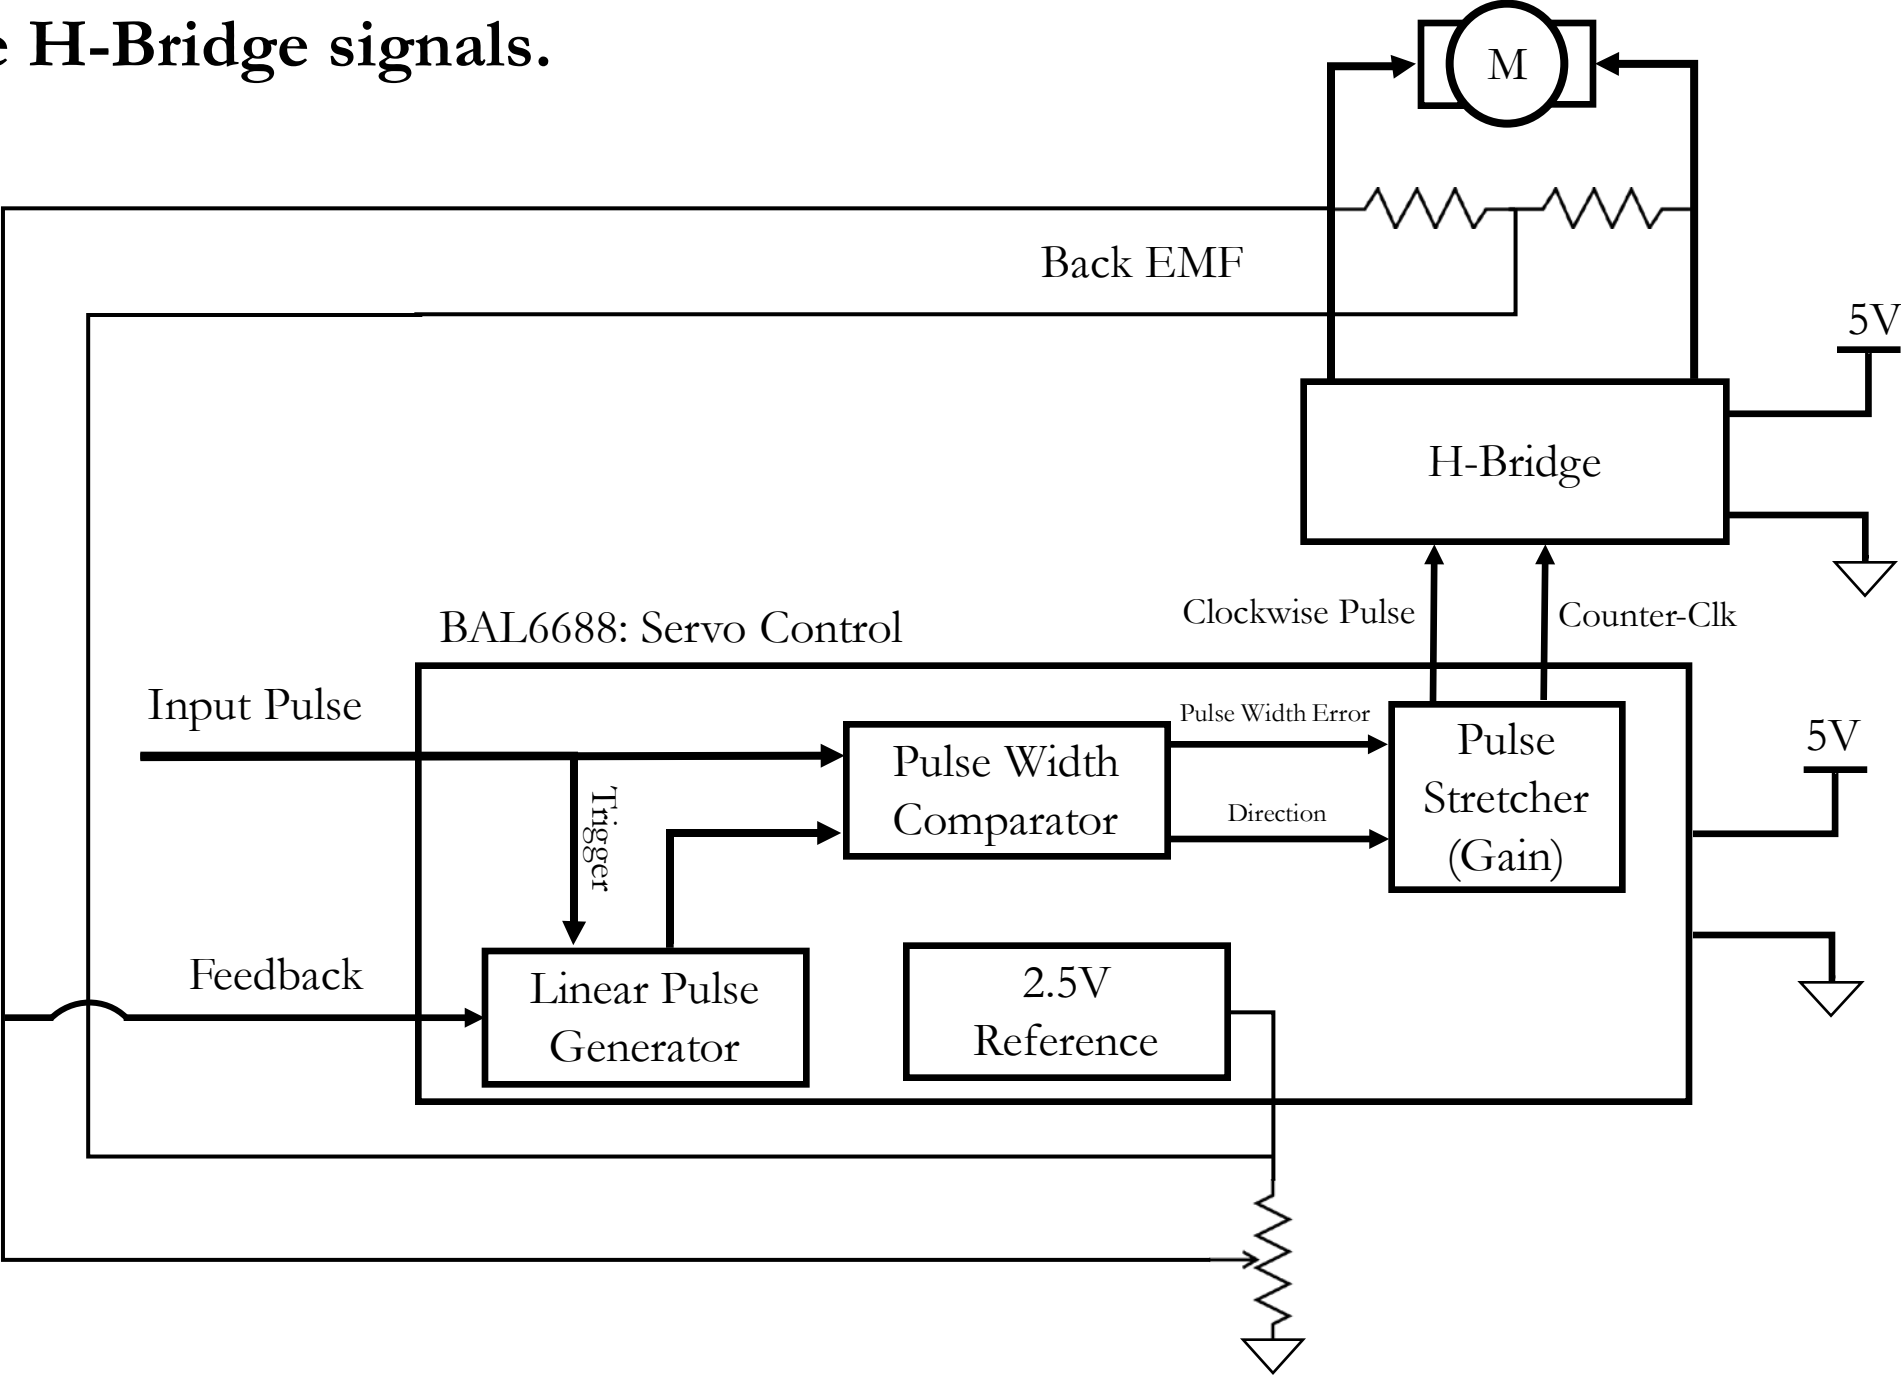 e H-Bridge signals.
M
Back EMF
5V
H-Bridge
Clockwise Pulse
Counter-Clk
BAL6688: Servo Control
Input Pulse
Pulse Width Error
Pulse Width
Comparator
Pulse
Stretcher
(Gain)
5V
Trigger
Direction
Feedback
Linear Pulse
Generator
2.5V
Reference